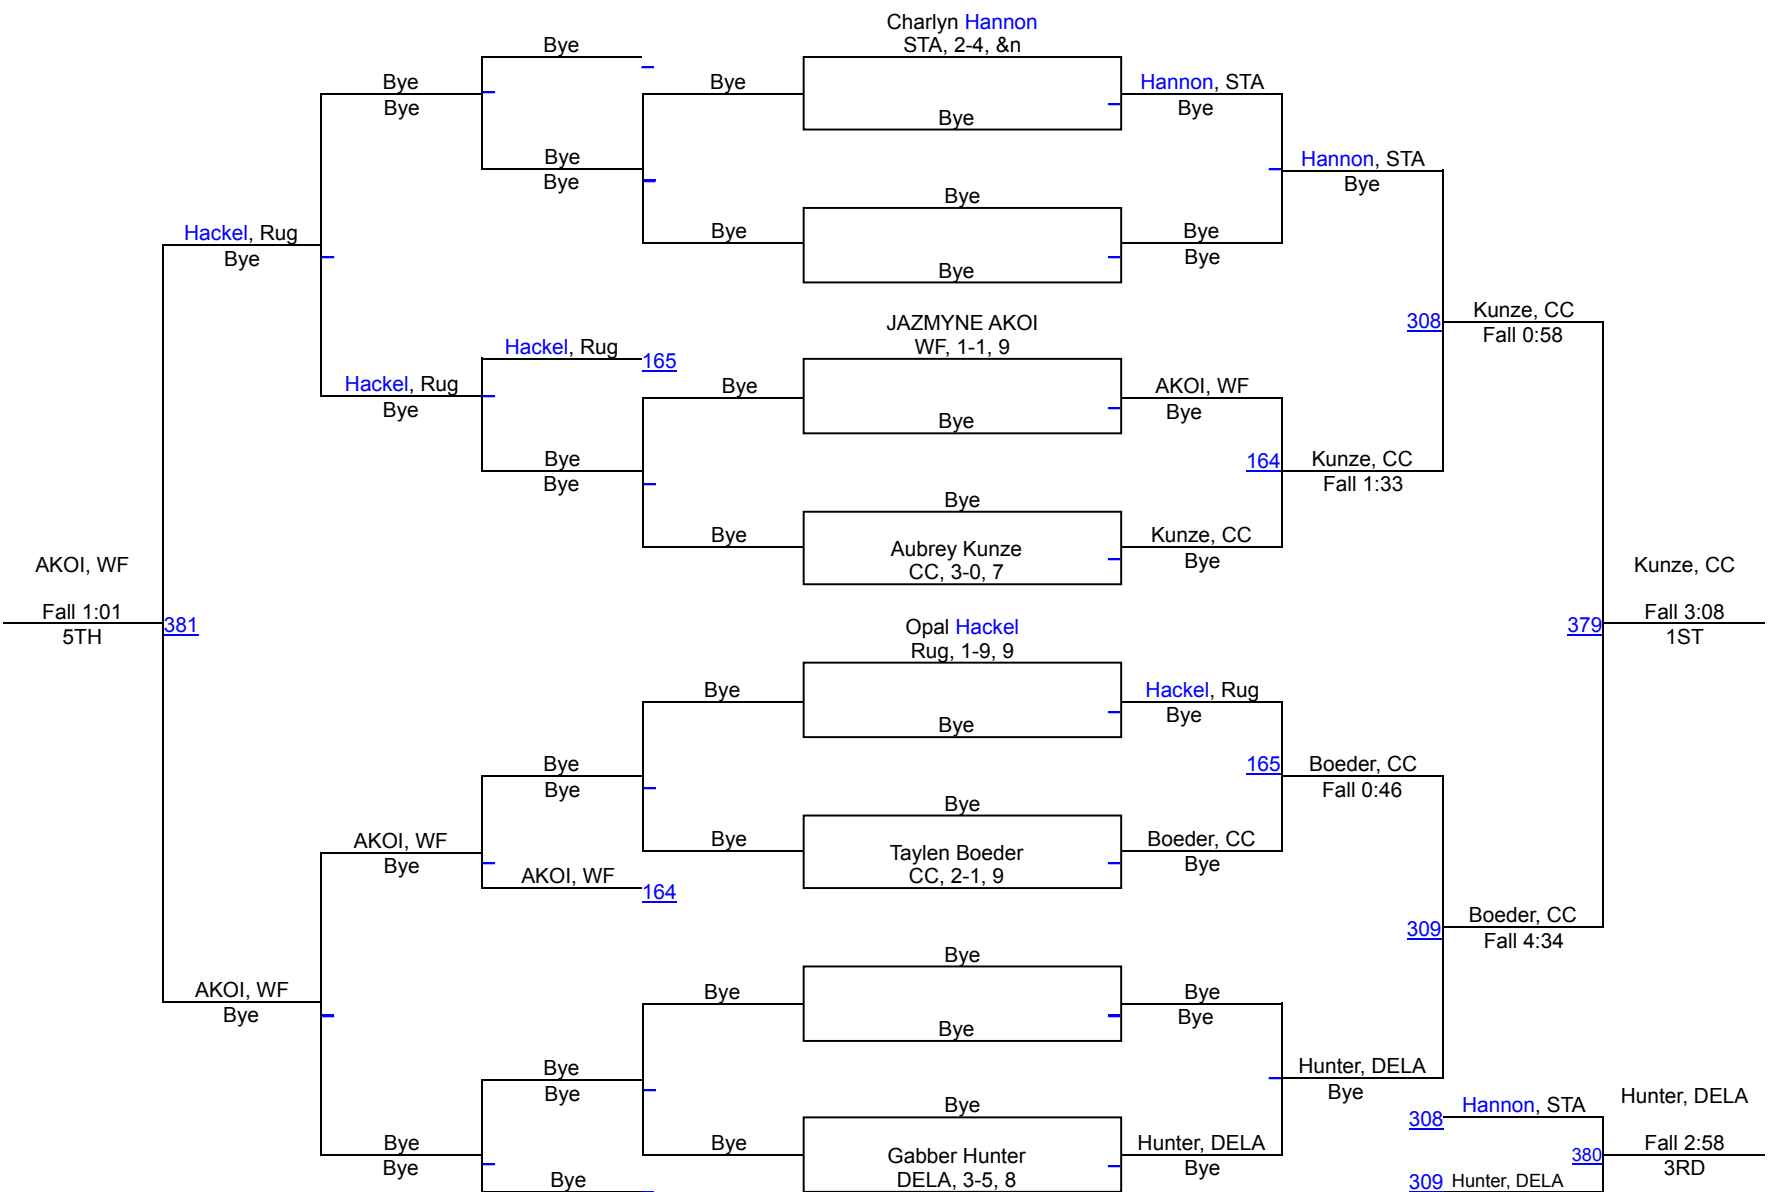 Charlyn Hannon
STA, 2-4, &n
Bye
Bye
Bye
Bye
Bye
Hannon, STA
Bye
Bye
Bye
Bye
Hannon, STA
Bye
Bye
Bye
Bye
Bye
Bye
Hackel, Rug
Bye
Bye
Kunze, CC
308
Fall 0:58
JAZMYNE AKOI
WF, 1-1, 9
Hackel, Rug
165
Hackel, Rug
Bye
Bye
AKOI, WF
Bye
Bye
Bye
Bye
164
Kunze, CC
Fall 1:33
Bye
Bye
Aubrey Kunze
CC, 3-0, 7
Kunze, CC
Bye
AKOI, WF
Fall 1:01
5TH
381
Kunze, CC
Fall 3:08
1ST
379
Opal Hackel
Rug, 1-9, 9
Bye
Bye
Hackel, Rug
Bye
Bye
Bye
165
Boeder, CC
Fall 0:46
Bye
AKOI, WF
Bye
Bye
Taylen Boeder
CC, 2-1, 9
Boeder, CC
Bye
AKOI, WF
164
309
Boeder, CC
Fall 4:34
Bye
AKOI, WF
Bye
Bye
Bye
Bye
Bye
Bye
Bye
Hunter, DELA
Bye
Bye
308
Hannon, STA
Hunter, DELA
Bye
Bye
Bye
Gabber Hunter
DELA, 3-5, 8
Hunter, DELA
Bye
380
Fall 2:58
3RD
Bye
309
Hunter, DELA